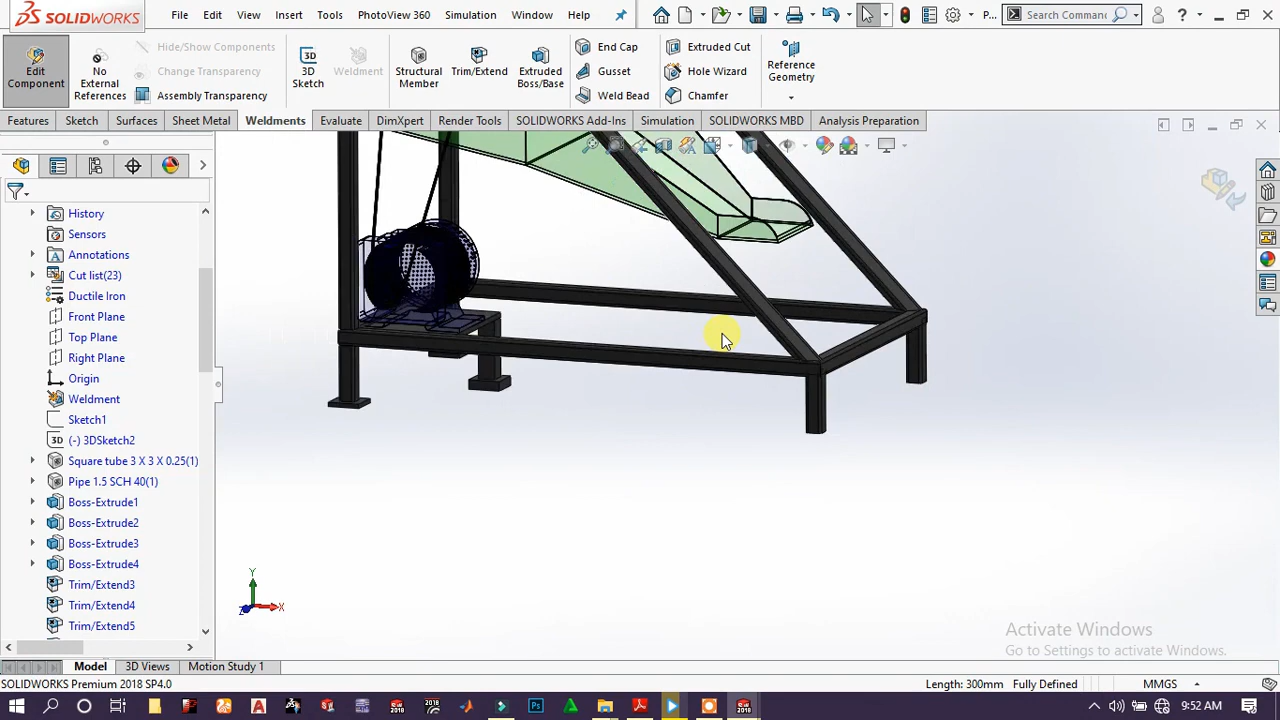 SOLIDWORKS File Edit View Insert Tools PhotoView 360 Simulation Window Help P... Search Comman
Hide/Show Components
Change Transparency
Assembly Transparency
Edit Component
No External References
3D Sketch
Weldment
Structural Member
Trim/Extend
Extruded Boss/Base
End Cap
Gusset
Weld Bead
Extruded Cut
Hole Wizard
Chamfer
Reference Geometry
Features Sketch Surfaces Sheet Metal Weldments Evaluate DimXpert Render Tools SOLIDWORKS Add-Ins Simulation SOLIDWORKS MBD Analysis Preparation
History
Sensors
Annotations
Cut list(23)
Ductile Iron
Front Plane
Top Plane
Right Plane
Origin
Weldment
Sketch1
3D (-) 3DSketch2
Square tube 3 X 3 X 0.25(1)
Pipe 1.5 SCH 40(1)
Boss-Extrude1
Boss-Extrude2
Boss-Extrude3
Boss-Extrude4
Trim/Extend3
Trim/Extend4
Trim/Extend5
Y
X
Z
Activate Windows
Go to Settings to activate Windows.
Model 3D Views Motion Study 1
SOLIDWORKS Premium 2018 SP4.0 Length: 300mm Fully Defined MMGS
9:52 AM